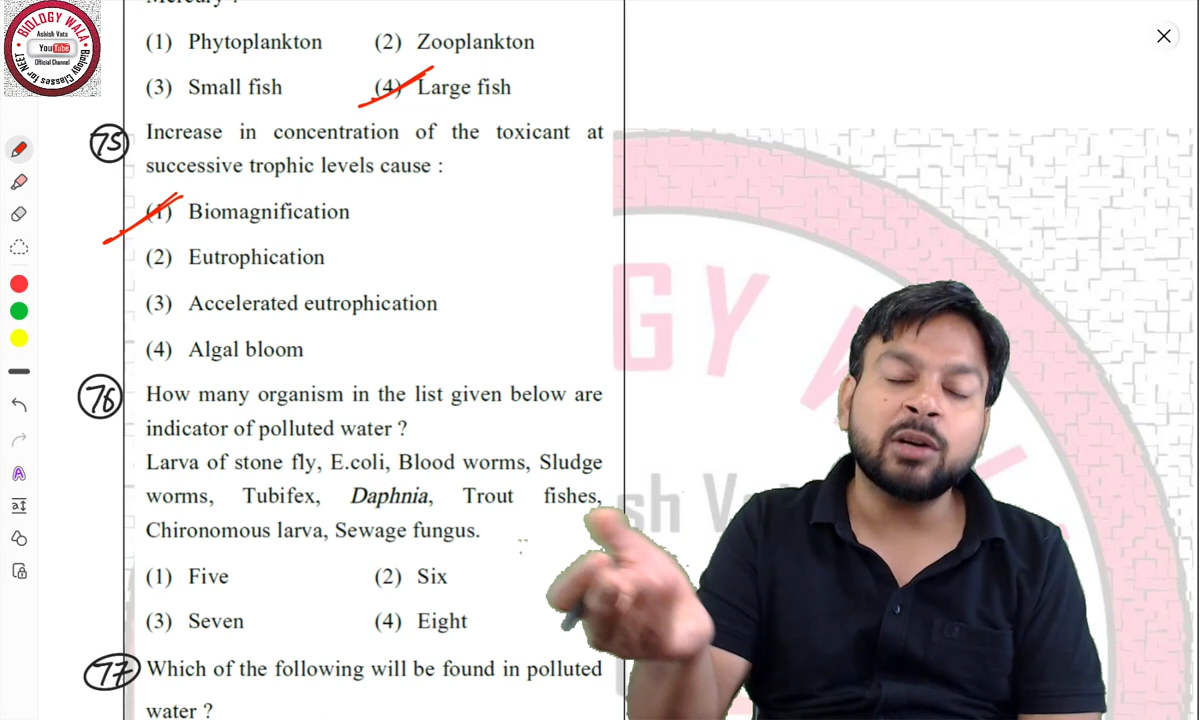 Mercury ?
(1) Phytoplankton (2) Zooplankton
(3) Small fish (4) Large fish
75 Increase in concentration of the toxicant at
successive trophic levels cause :
(1) Biomagnification
(2) Eutrophication
(3) Accelerated eutrophication
(4) Algal bloom
76 How many organism in the list given below are
indicator of polluted water ?
Larva of stone fly, E.coli, Blood worms, Sludge
worms, Tubifex, Daphnia, Trout fishes,
Chironomous larva, Sewage fungus.
(1) Five (2) Six
(3) Seven (4) Eight
77 Which of the following will be found in polluted
water ?
BIOLOGY WALA
Ashish Vats
YouTube
Official Channel
Biology Classes for NEET
GY W
sh V